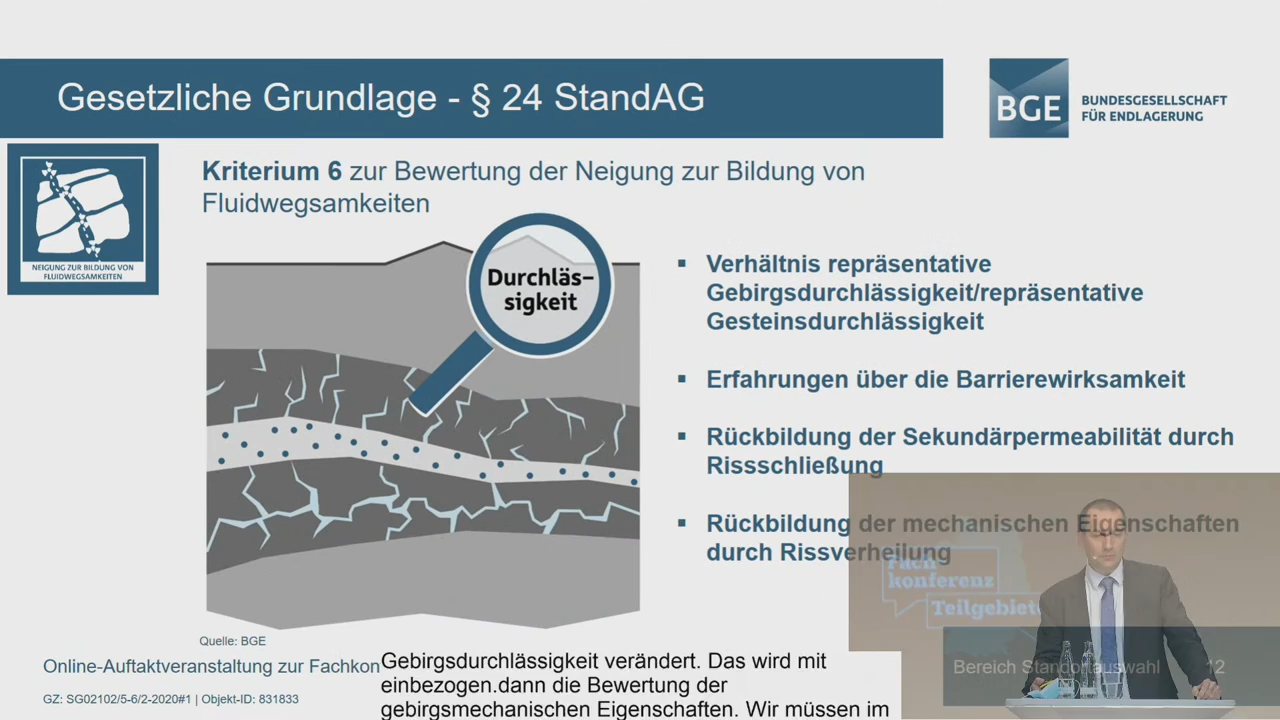 Gesetzliche Grundlage - § 24 StandAG
BGE
BUNDESGESELLSCHAFT
FÜR ENDLAGERUNG
NEIGUNG ZUR BILDUNG VON
FLUIDWEGSAMKEITEN
Kriterium 6 zur Bewertung der Neigung zur Bildung von
Fluidwegsamkeiten
Durchläs-
sigkeit
▪ Verhältnis repräsentative
Gebirgsdurchlässigkeit/repräsentative
Gesteinsdurchlässigkeit
▪ Erfahrungen über die Barrierewirksamkeit
▪ Rückbildung der Sekundärpermeabilität durch
Rissschließung
▪ Rückbildung der mechanischen Eigenschaften
durch Rissverheilung
Fach
konferenz
Teilgebiete
Quelle: BGE
Online-Auftaktveranstaltung zur Fachkon
GZ: SG02102/5-6/2-2020#1 | Objekt-ID: 831833
Gebirgsdurchlässigkeit verändert. Das wird mit
einbezogen.dann die Bewertung der
gebirgsmechanischen Eigenschaften. Wir müssen im
Bereich Standortauswahl 12